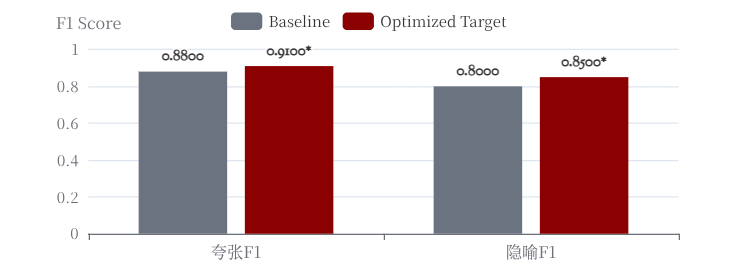 F1 Score
Baseline
Optimized Target
1
0.8
0.6
0.4
0.2
0
0.8800
0.9100*
0.8000
0.8500*
夸张F1
隐喻F1